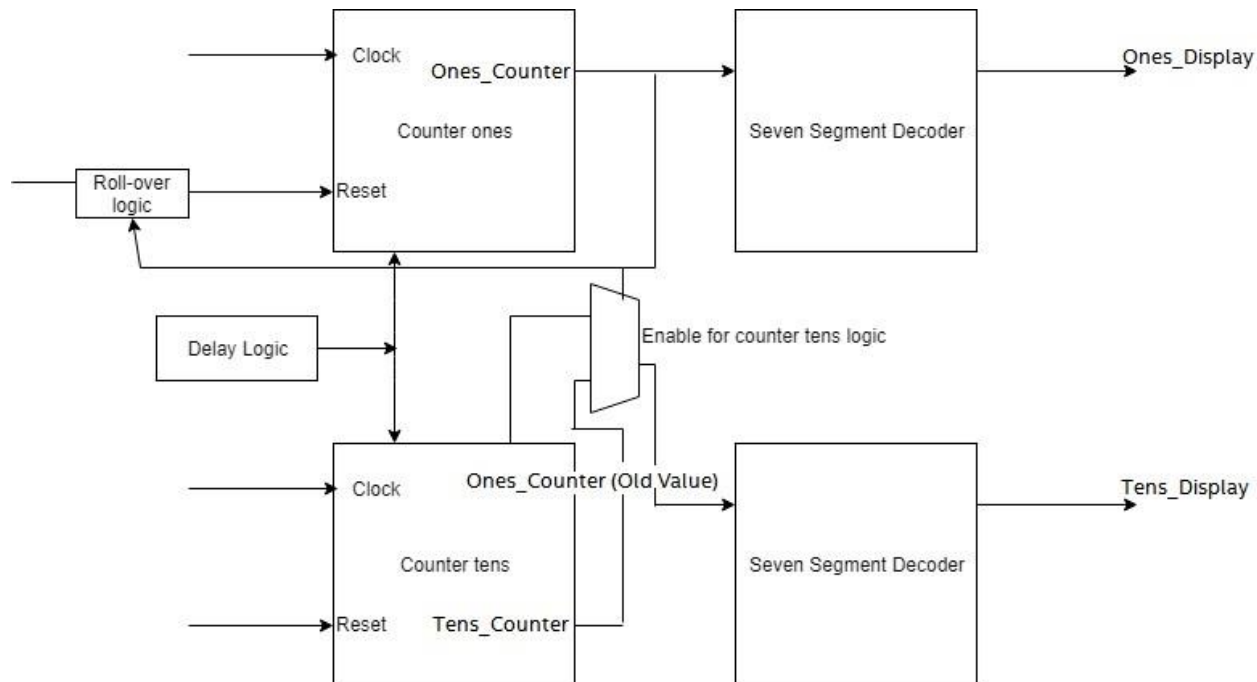 Clock
Ones_Counter
Ones_Display
Counter ones
Seven Segment Decoder
Roll-over
logic
Reset
Enable for counter tens logic
Delay Logic
Clock
Ones_Counter (Old Value)
Tens_Display
Counter tens
Seven Segment Decoder
Reset
Tens_Counter